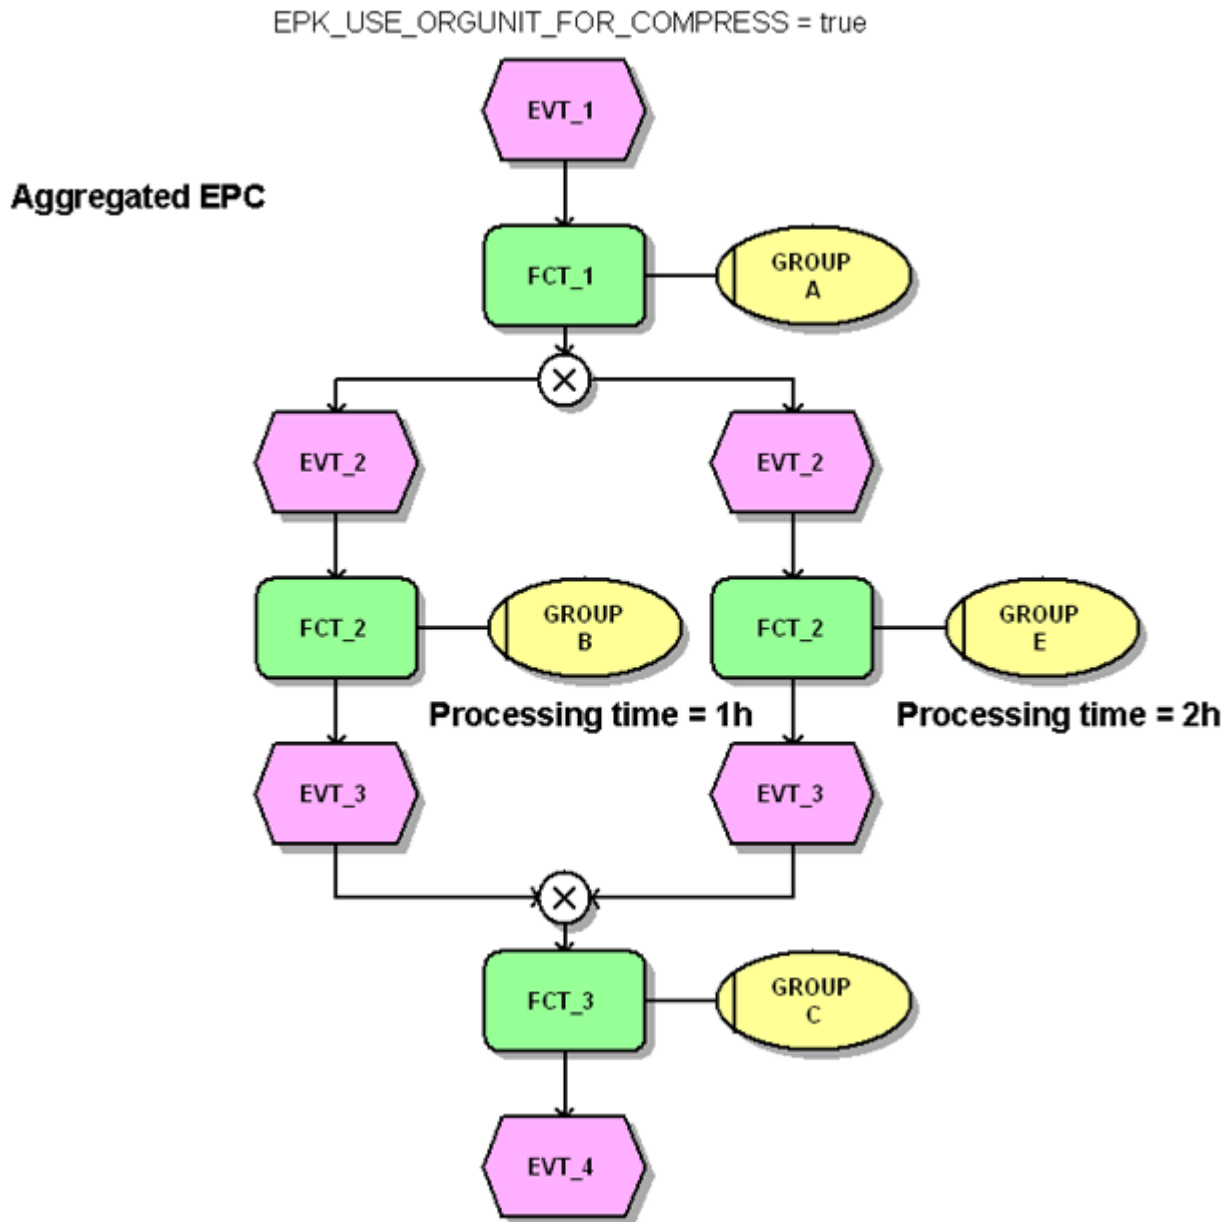 EPK_USE_ORGUNIT_FOR_COMPRESS = true
EVT_1
Aggregated EPC
FCT_1
GROUP
A
EVT_2
EVT_2
FCT_2
GROUP
B
FCT_2
GROUP
E
Processing time = 1h
Processing time = 2h
EVT_3
EVT_3
FCT_3
GROUP
C
EVT_4